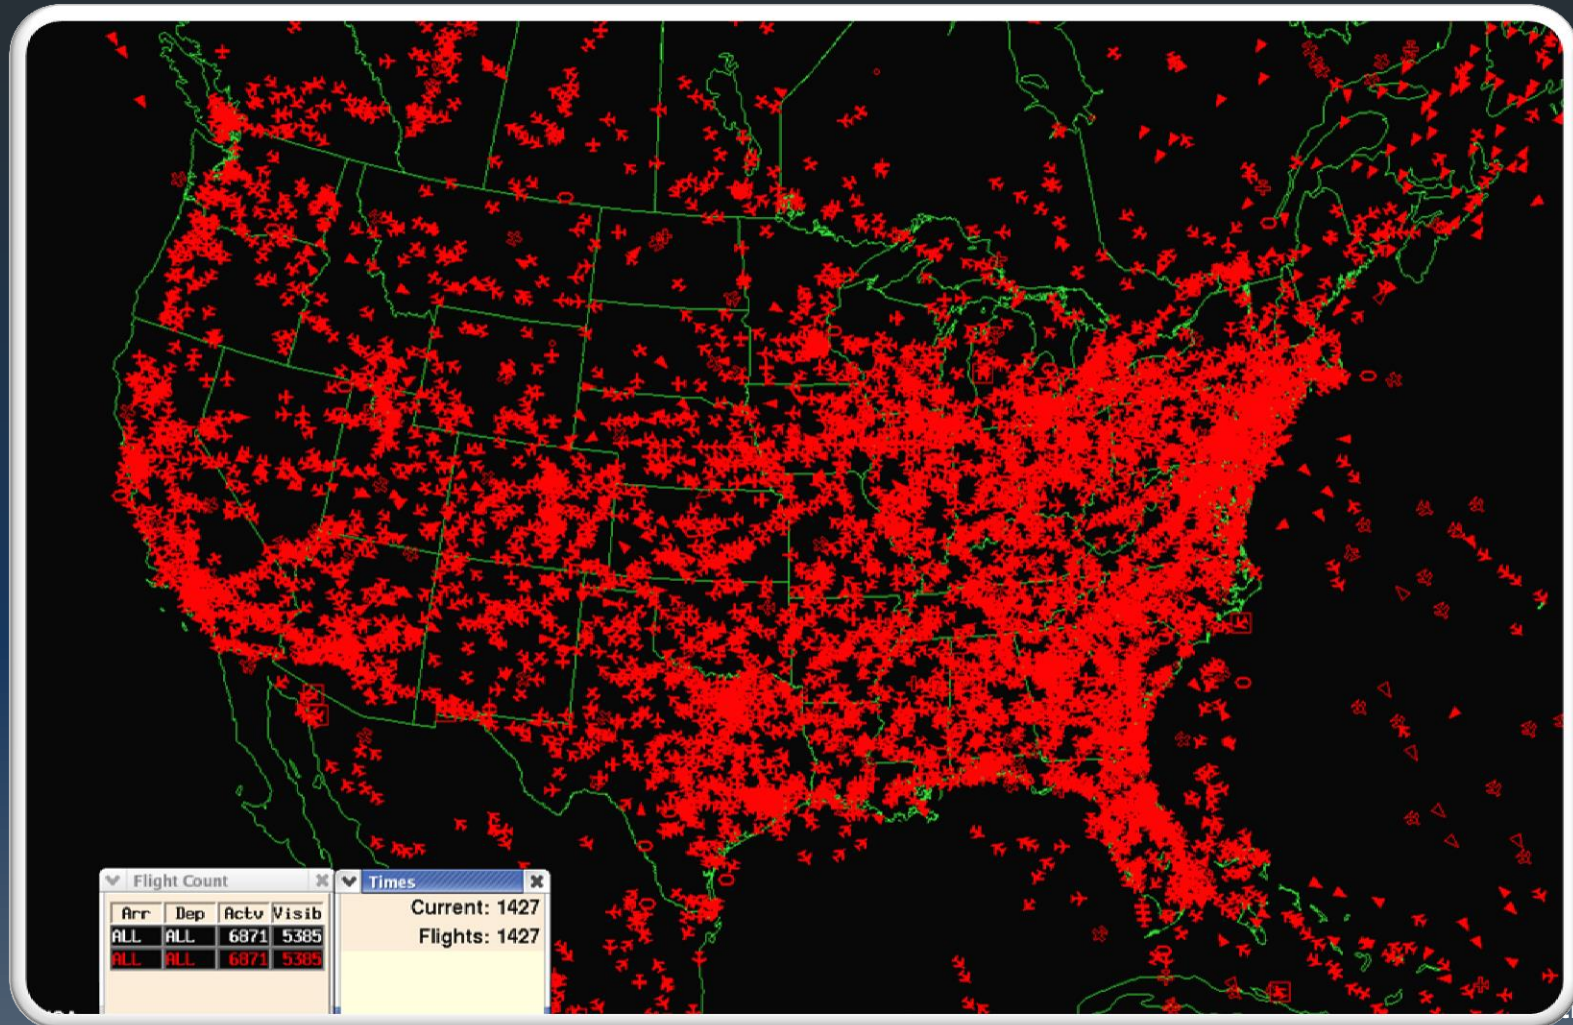 Flight Count
Times
Arr Dep Actv Visib
ALL ALL 6871 5385
ALL ALL 6871 5385
Current: 1427
Flights: 1427